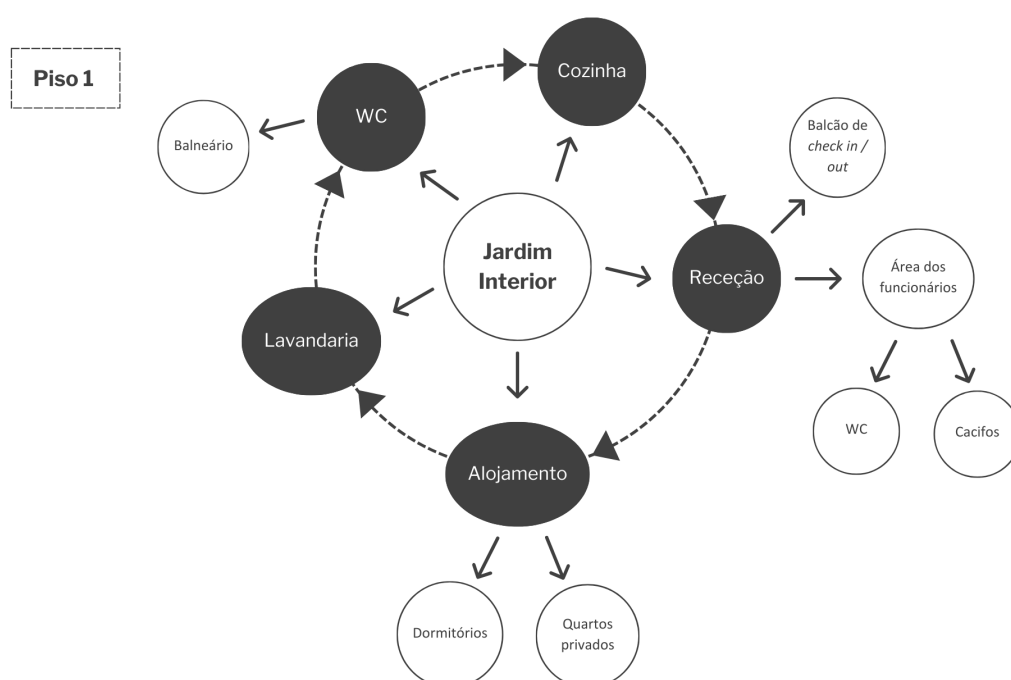 Piso 1
Cozinha
WC
Balneário
Balcão de
check in /
out
Jardim
Interior
Receção
Área dos
funcionários
Lavandaria
WC
Cacifos
Alojamento
Dormitórios
Quartos
privados